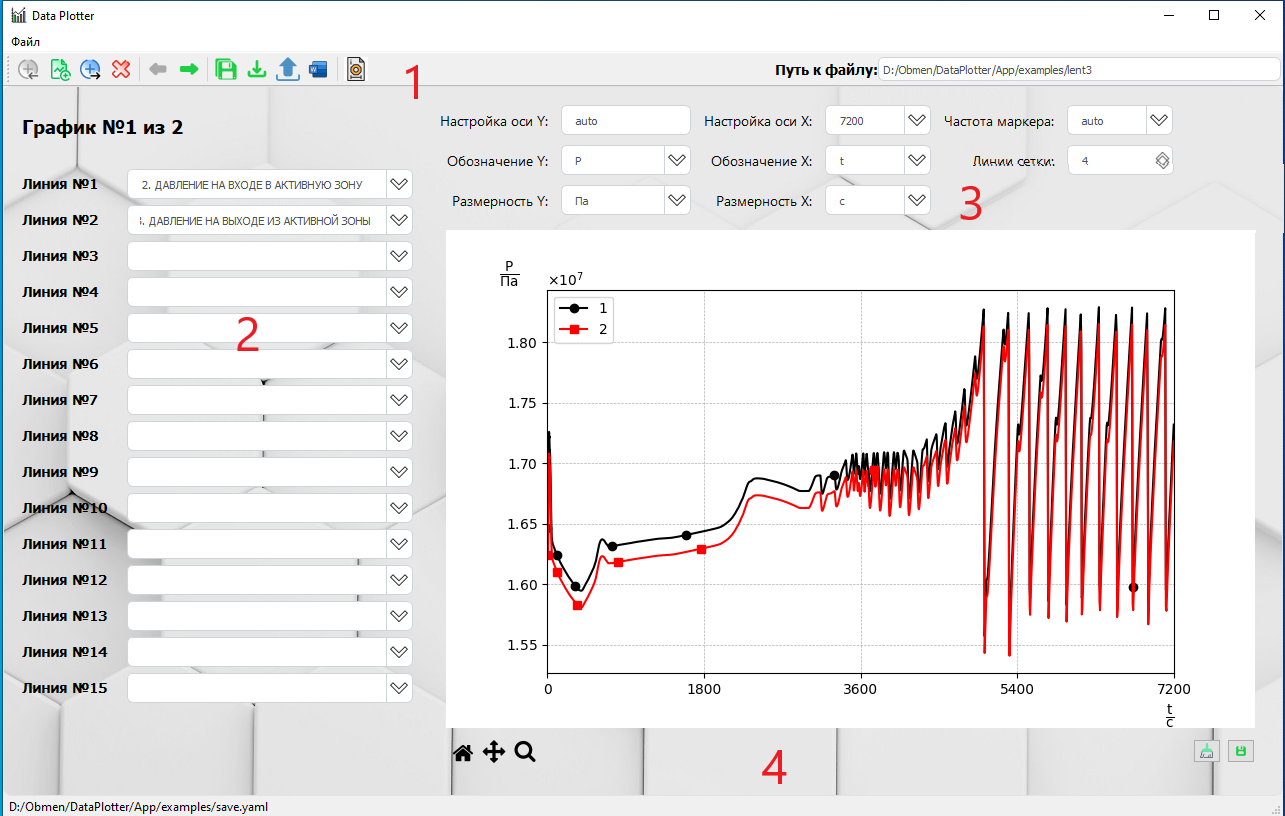 Data Plotter
Файл
1
Путь к файлу: D:/Obmen/DataPlotter/App/examples/lent3
График №1 из 2
Настройка оси Y: auto Настройка оси X: 7200 Частота маркера: auto
Обозначение Y: P Обозначение X: t Линии сетки: 4
Размерность Y: Па Размерность X: с
3
Линия №1 2. ДАВЛЕНИЕ НА ВХОДЕ В АКТИВНУЮ ЗОНУ
Линия №2 . ДАВЛЕНИЕ НА ВЫХОДЕ ИЗ АКТИВНОЙ ЗОНЫ
Линия №3
Линия №4
Линия №5
2
Линия №6
Линия №7
Линия №8
Линия №9
Линия №10
Линия №11
Линия №12
Линия №13
Линия №14
Линия №15
P
Па
×10⁷
1
2
1.80
1.75
1.70
1.65
1.60
1.55
0 1800 3600 5400 7200
t
с
4
D:/Obmen/DataPlotter/App/examples/save.yaml